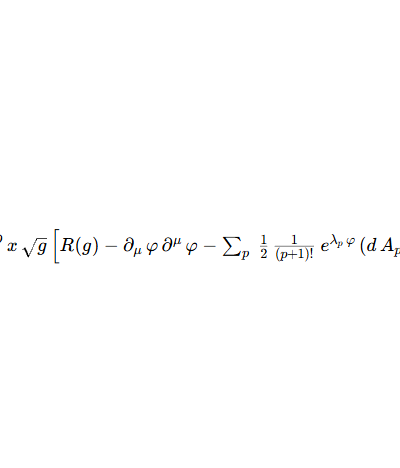 x √g [ R(g) − ∂_μ φ ∂^μ φ − ∑_p 1/2 1/(p+1)! e^{λ_p φ} (d A_p